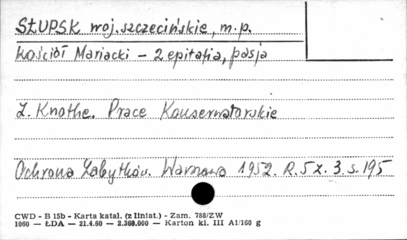 SŁUPSK woj. szczecińskie, m.p.
Kościół Mariacki – 2 epitafia, pasja
Z. Knothe. Prace Konserwatorskie
Ochrona Zabytków. Warszawa 1952. R. 5 z. 3. s. 195
CWD - B 15b - Karta katal. (z liniat.) - Zam. 788/ZW
1060 — ŁDA — 21.4.60 — 2.360.000 — Karton kl. III A1/160 g